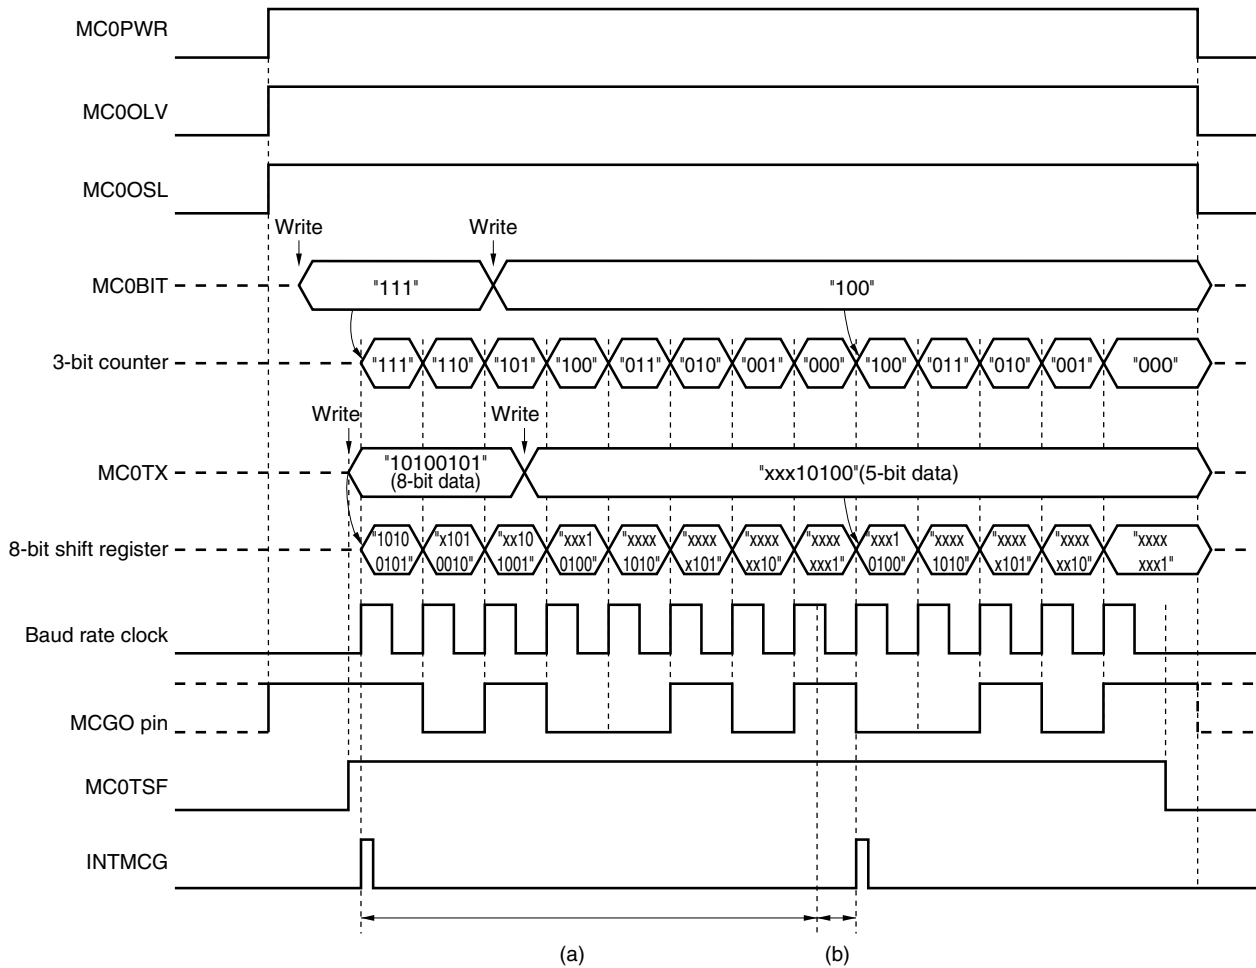 MC0PWR
MC0OLV
MC0OSL
Write Write
MC0BIT "111" "100"
3-bit counter "111" "110" "101" "100" "011" "010" "001" "000" "100" "011" "010" "001" "000"
Write Write
MC0TX "10100101" "xxx10100"(5-bit data)
(8-bit data)
8-bit shift register "1010 "x101 "xx10 "xxx1 "xxxx "xxxx "xxxx "xxxx "xxx1 "xxxx "xxxx "xxxx "xxxx
0101" 0010" 1001" 0100" 1010" x101" xx10" xxx1" 0100" 1010" x101" xx10" xxx1"
Baud rate clock
MCGO pin
MC0TSF
INTMCG
(a) (b)